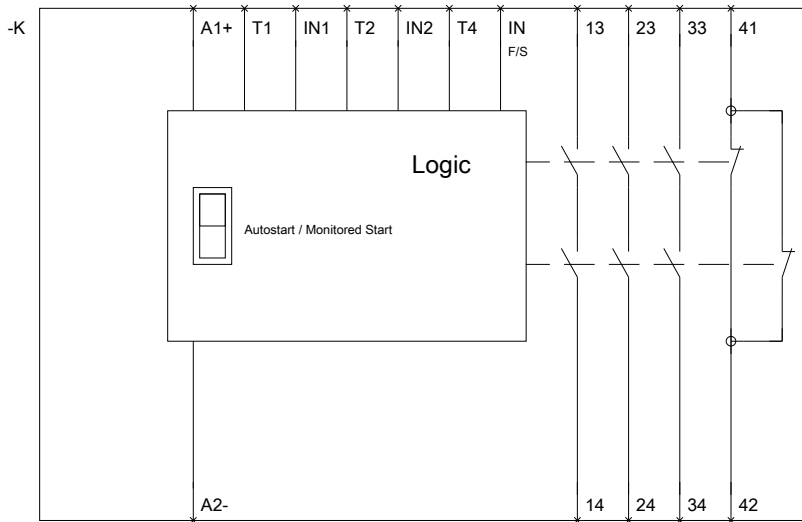 -K A1+ T1 IN1 T2 IN2 T4 IN 13 23 33 41
F/S
Logic
Autostart / Monitored Start
A2- 14 24 34 42